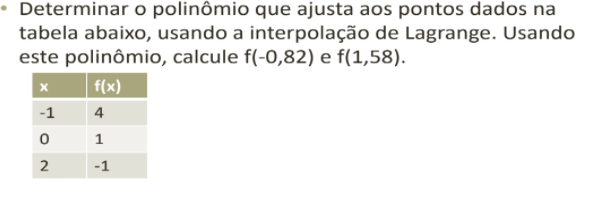 • Determinar o polinômio que ajusta aos pontos dados na
tabela abaixo, usando a interpolação de Lagrange. Usando
este polinômio, calcule f(-0,82) e f(1,58).
x f(x)
-1 4
0 1
2 -1